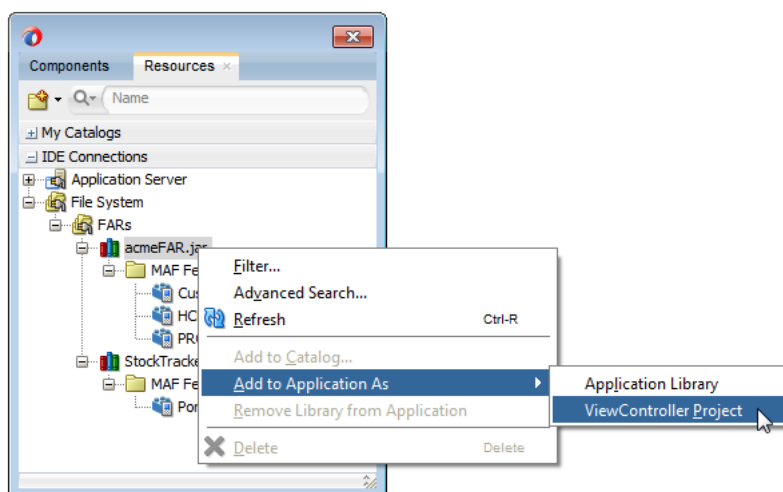 Components Resources ×
Name
My Catalogs
IDE Connections
Application Server
File System
FARs
acmeFAR.jar
MAF Fe
Cus
HC
PRO
StockTracke
MAF Fe
Por
Filter...
Advanced Search...
Refresh Ctrl-R
Add to Catalog...
Add to Application As
Remove Library from Application
Delete Delete
Application Library
ViewController Project